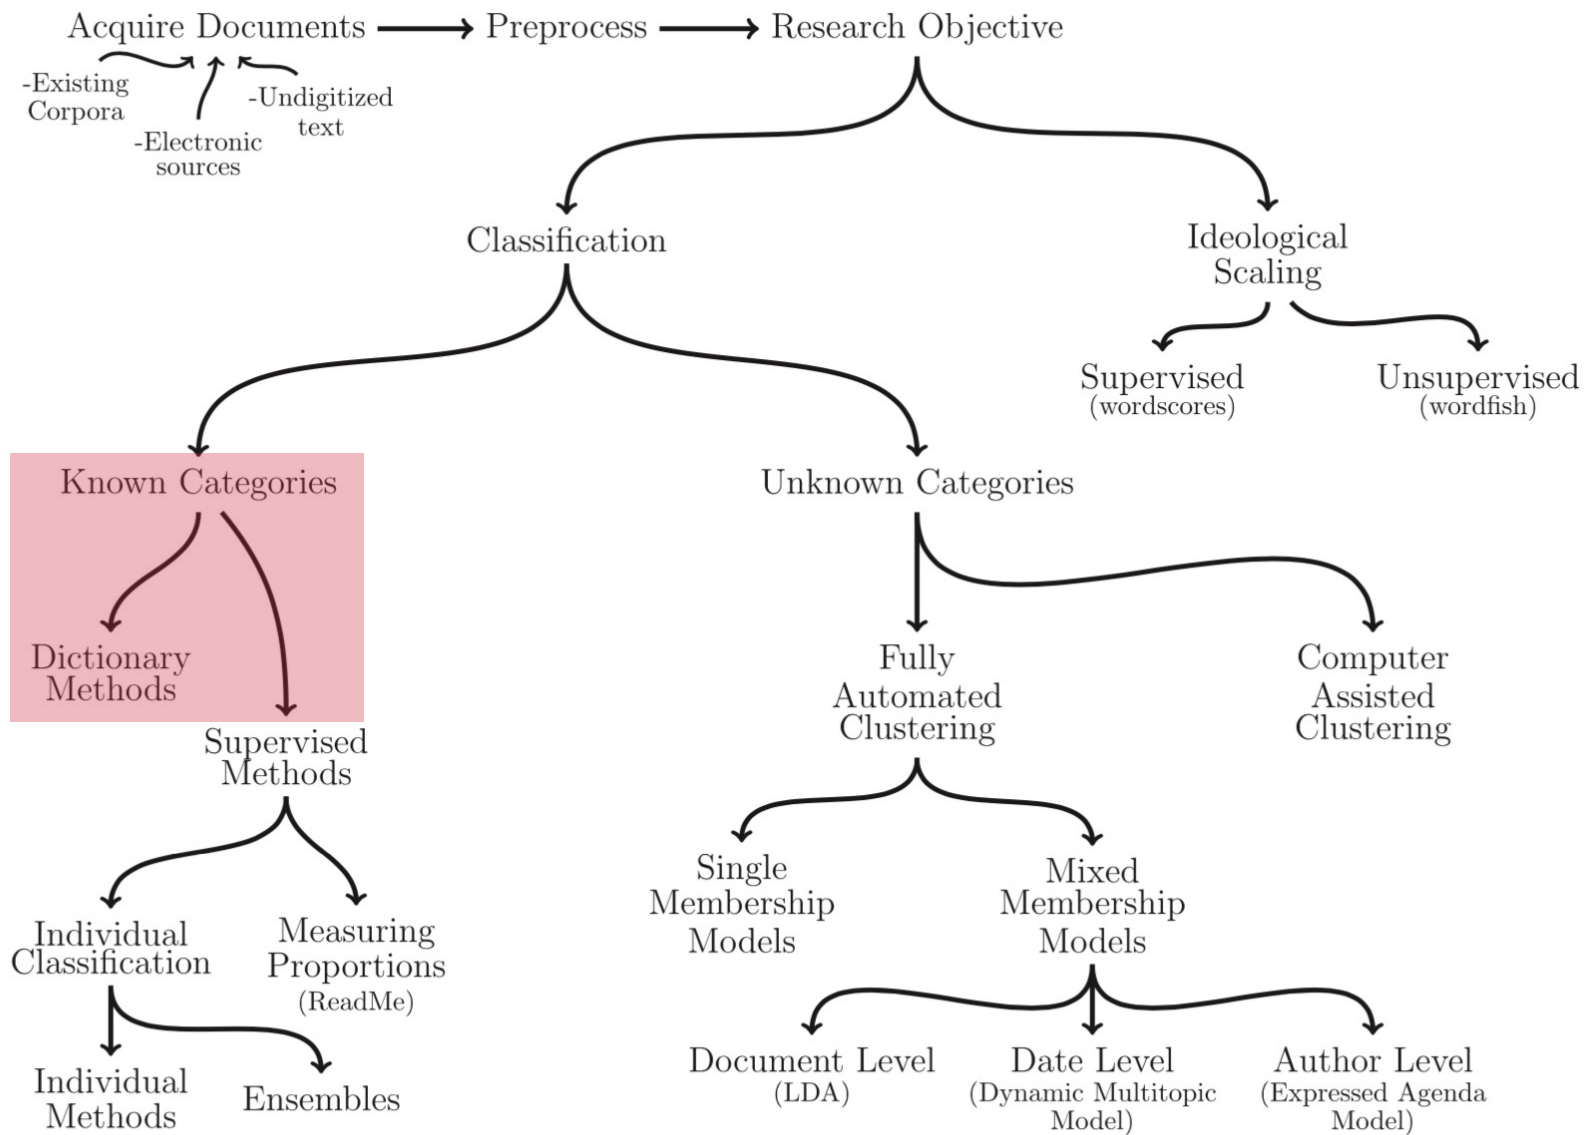 Acquire Documents
Preprocess
Research Objective
-Existing
Corpora
-Electronic
sources
-Undigitized
text
Classification
Ideological
Scaling
Supervised
(wordscores)
Unsupervised
(wordfish)
Known Categories
Unknown Categories
Dictionary
Methods
Supervised
Methods
Fully
Automated
Clustering
Computer
Assisted
Clustering
Individual
Classification
Measuring
Proportions
(ReadMe)
Single
Membership
Models
Mixed
Membership
Models
Individual
Methods
Ensembles
Document Level
(LDA)
Date Level
(Dynamic Multitopic
Model)
Author Level
(Expressed Agenda
Model)